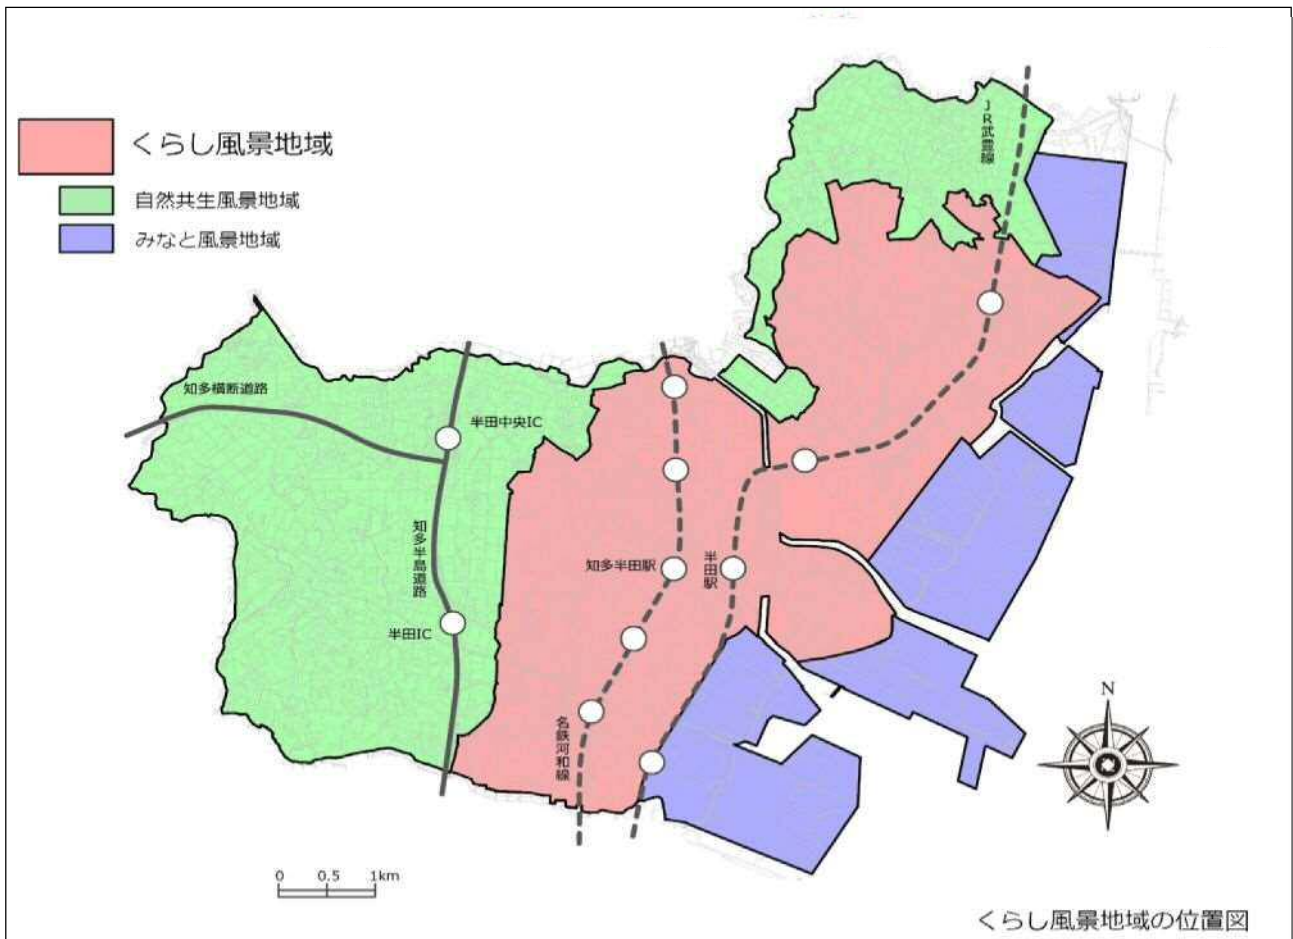 くらし風景地域
自然共生風景地域
みなと風景地域
JR武豊線
知多横断道路
半田中央IC
知多半島道路
知多半田駅
半田駅
半田IC
名鉄河和線
N
0 0.5 1km
くらし風景地域の位置図